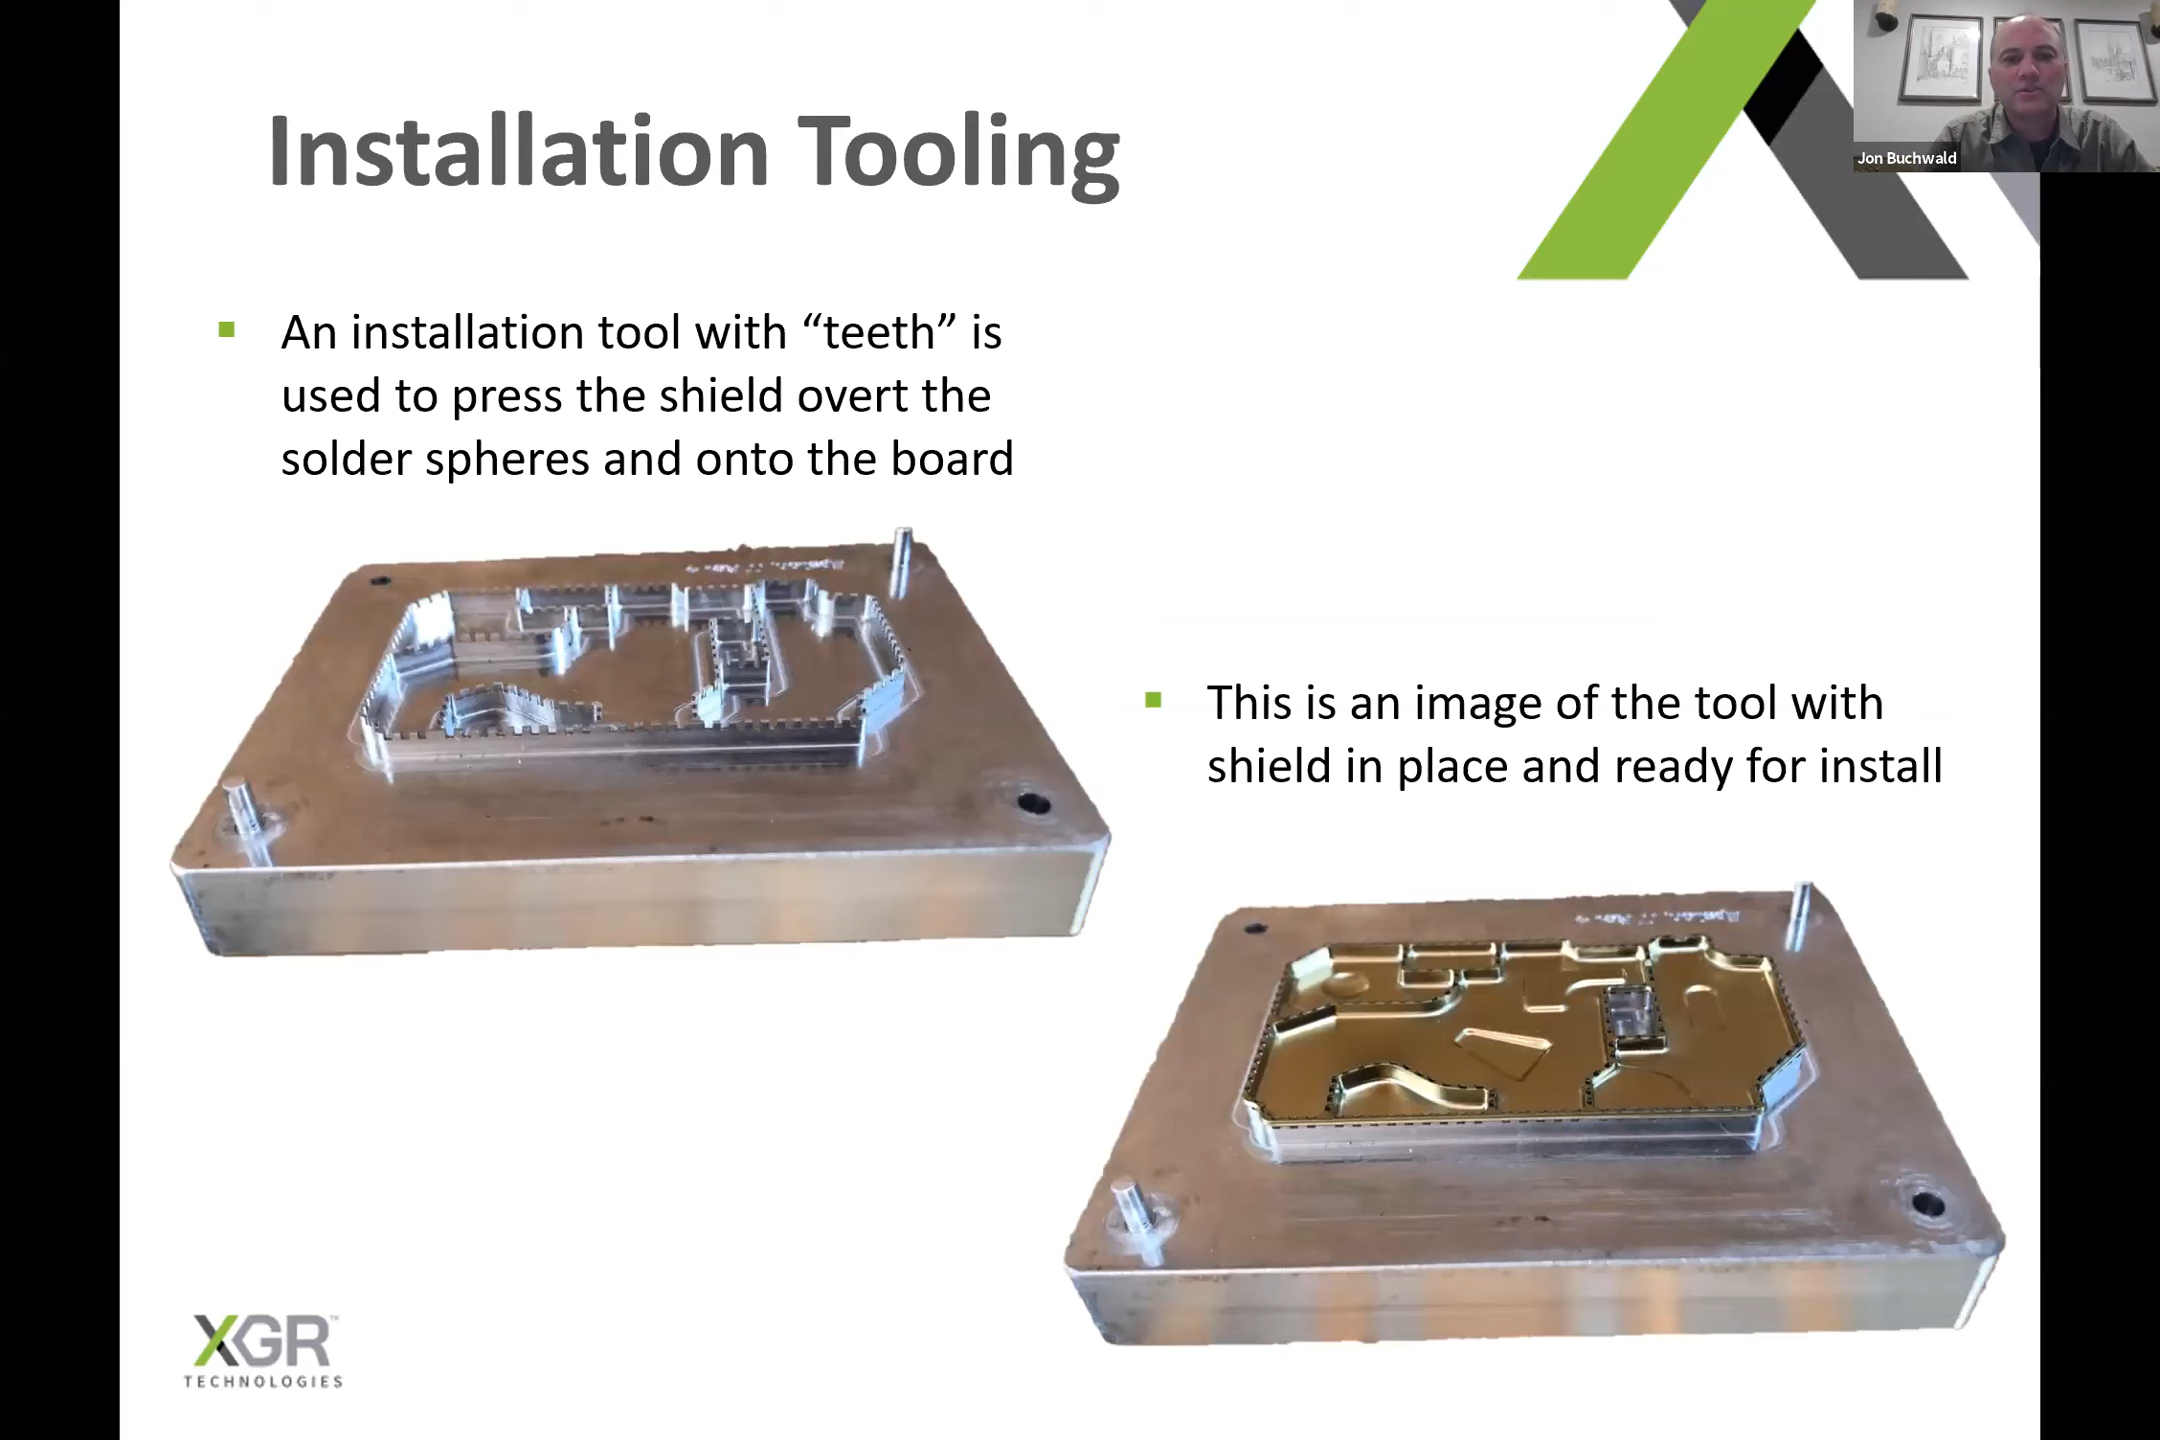 Jon Buchwald
Installation Tooling
An installation tool with “teeth” is
used to press the shield overt the
solder spheres and onto the board
This is an image of the tool with
shield in place and ready for install
XGR™
TECHNOLOGIES